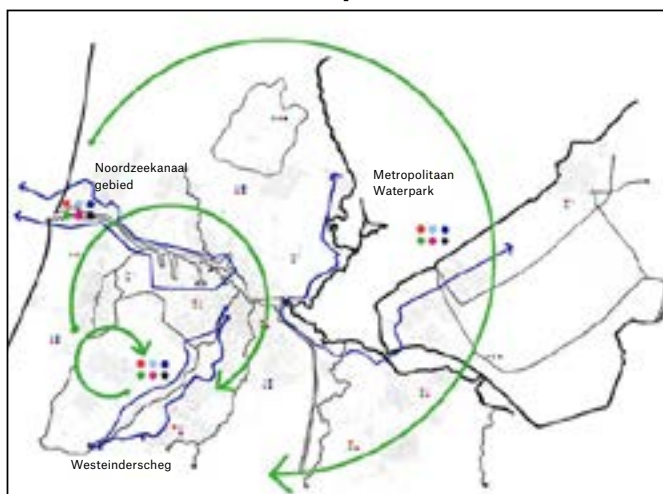 Noordzeekanaal
gebied
Metropolitaan
Waterpark
Westeinderscheg